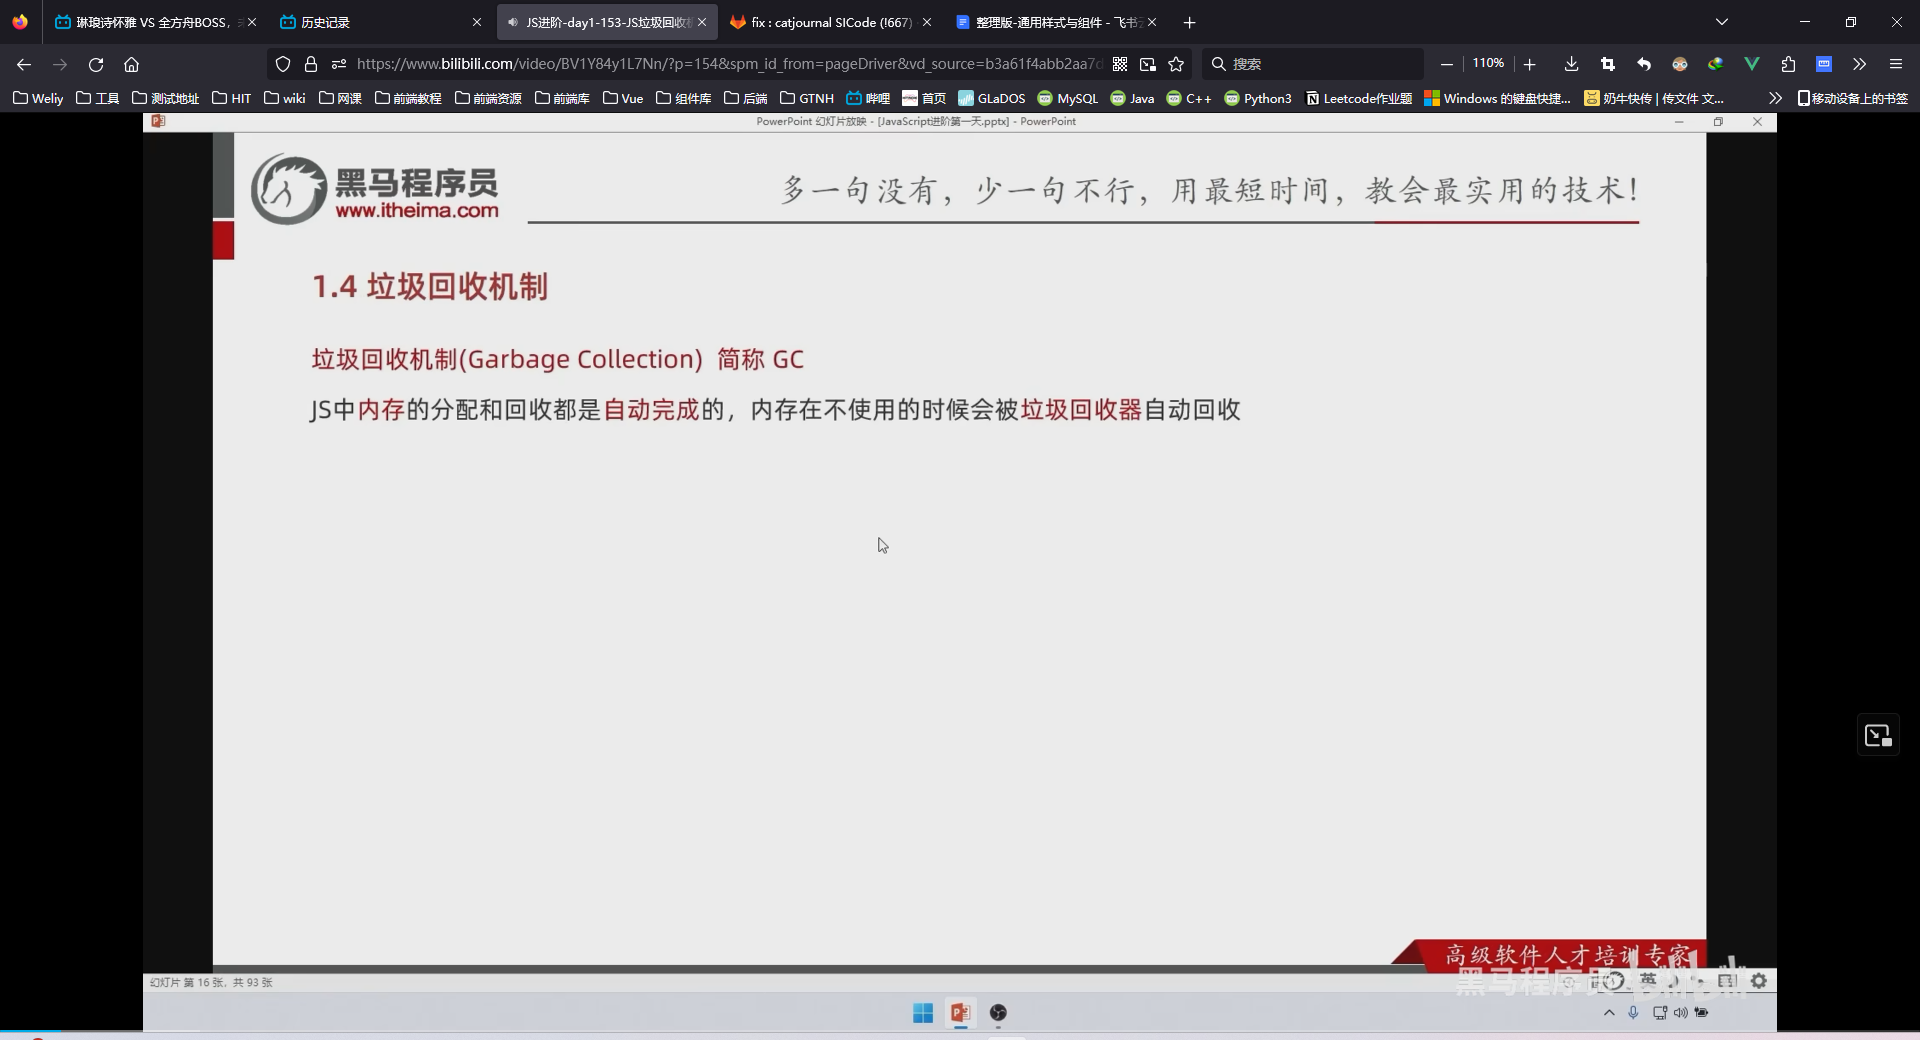 琳琅诗怀雅 VS 全方舟BOSS，
历史记录
JS进阶-day1-153-JS垃圾回收机
fix : catjournal SICode (!667)
整理版-通用样式与组件 - 飞书
https://www.bilibili.com/video/BV1Y84y1L7Nn/?p=154&spm_id_from=pageDriver&vd_source=b3a61f4abb2aa7d
搜索
110%
Weliy 工具 测试地址 HIT wiki 网课 前端教程 前端资源 前端库 Vue 组件库 后端 GTNH 哔哩 首页 GLaDOS MySQL Java C++ Python3 Leetcode作业题 Windows 的键盘快捷... 奶牛快传 | 传文件 文... 移动设备上的书签
PowerPoint 幻灯片放映 - [JavaScript进阶第一天.pptx] - PowerPoint
黑马程序员
www.itheima.com
多一句没有，少一句不行，用最短时间，教会最实用的技术！
1.4 垃圾回收机制
垃圾回收机制(Garbage Collection) 简称 GC
JS中内存的分配和回收都是自动完成的，内存在不使用的时候会被垃圾回收器自动回收
高级软件人才培训专家
黑马程序员 bilibili
幻灯片 第 16 张，共 93 张
英